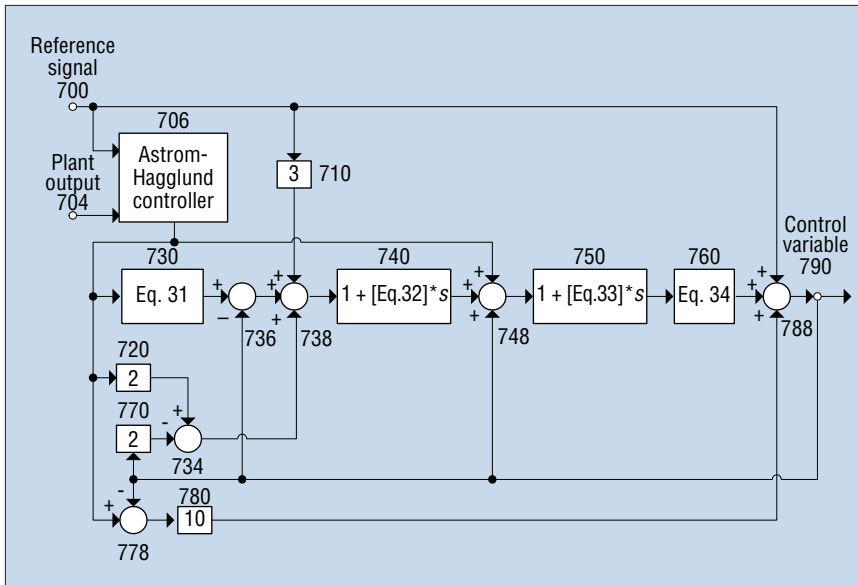 Reference
signal
700
706
Plant
output
704
Astrom-
Hagglund
controller
3
710
Control
variable
790
730
740
750
760
+
+
+
+
Eq. 31
+
+
1 + [Eq.32]*s
+
1 + [Eq.33]*s
Eq. 34
+
–
736
+
738
+
748
+
788
720
2
+
770
2
-
734
-
780
+
10
778